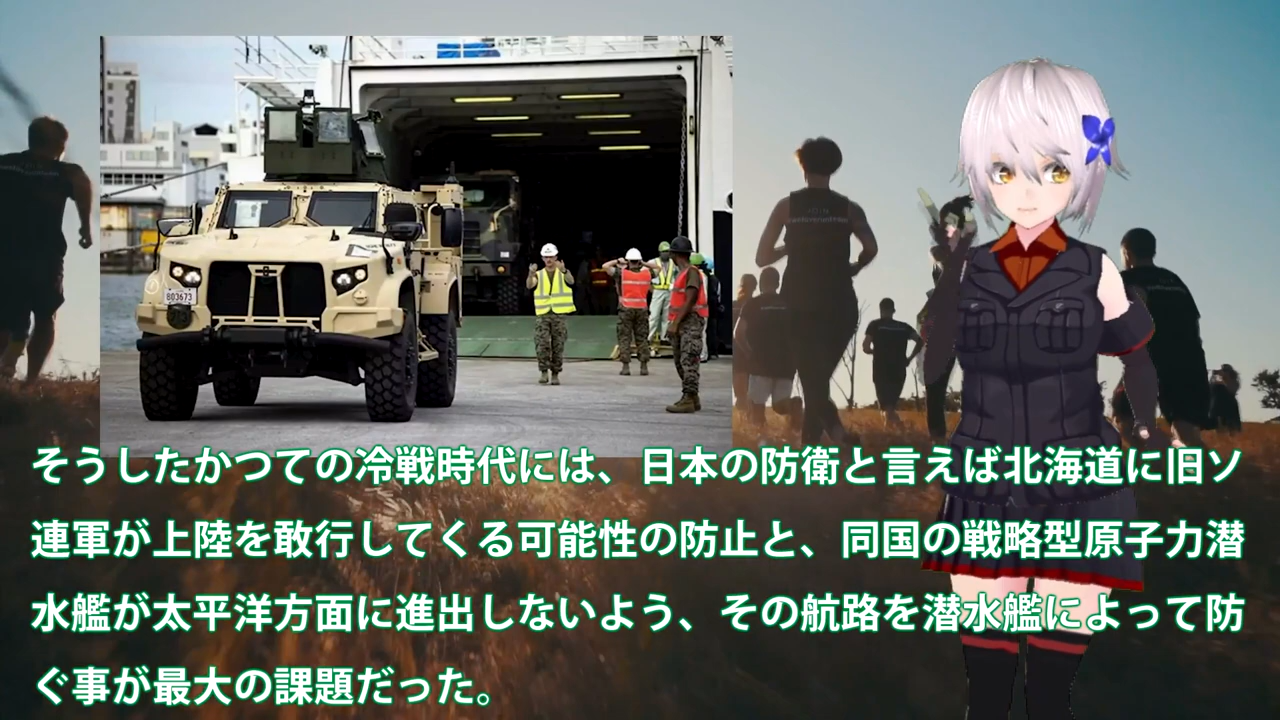 803673
そうしたかつての冷戦時代には、日本の防衛と言えば北海道に旧ソ
連軍が上陸を敢行してくる可能性の防止と、同国の戦略型原子力潜
水艦が太平洋方面に進出しないよう、その航路を潜水艦によって防
ぐ事が最大の課題だった。